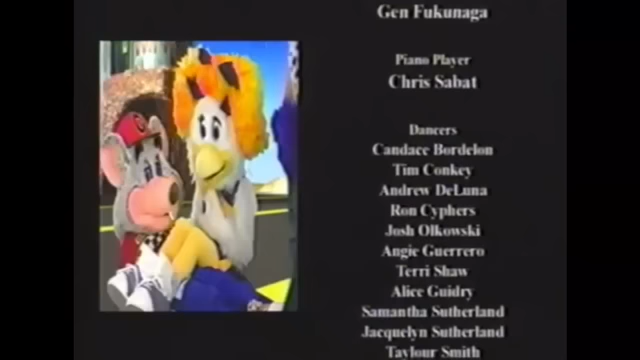 Gen Fukunaga
Piano Player
Chris Sabat
Dancers
Candace Bordelon
Tim Conkey
Andrew DeLuna
Ron Cyphers
Josh Olkowski
Angie Guerrero
Terri Shaw
Alice Guidry
Samantha Sutherland
Jacquelyn Sutherland
Taylour Smith